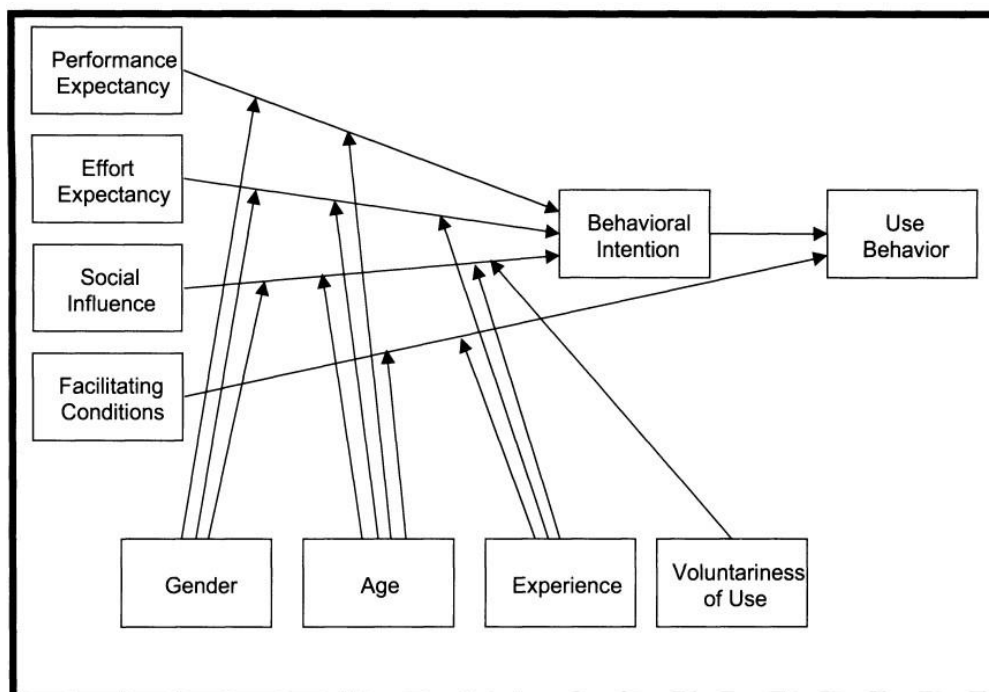 Performance
Expectancy
Effort
Expectancy
Social
Influence
Facilitating
Conditions
Behavioral
Intention
Use
Behavior
Gender
Age
Experience
Voluntariness
of Use